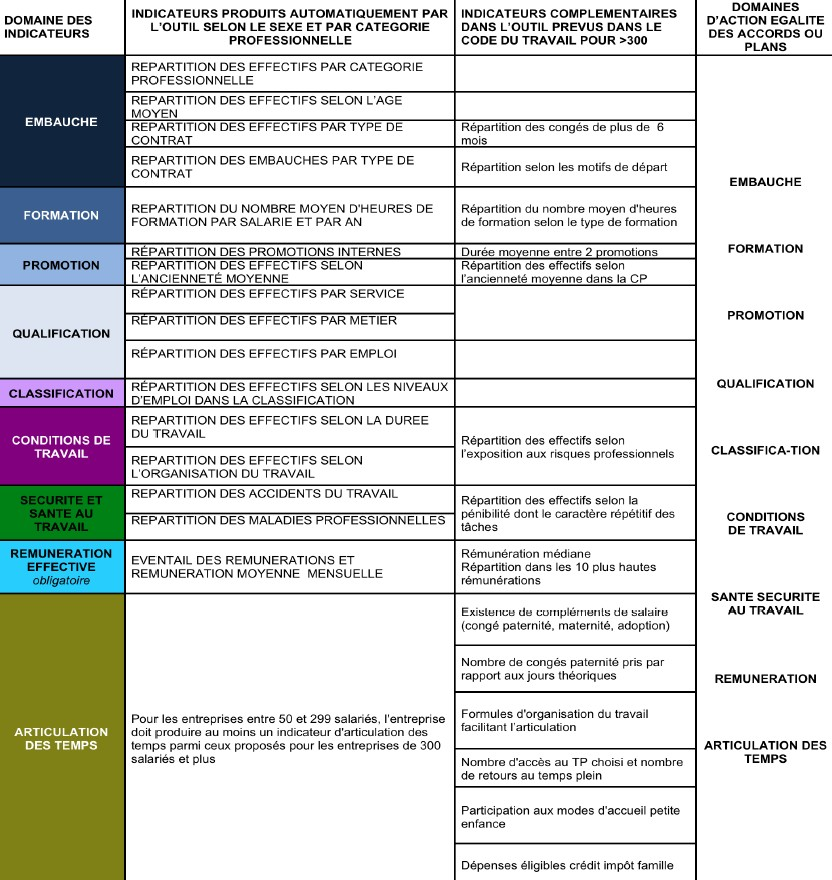 DOMAINE DES
INDICATEURS
INDICATEURS PRODUITS AUTOMATIQUEMENT PAR
L'OUTIL SELON LE SEXE ET PAR CATEGORIE
PROFESSIONNELLE
INDICATEURS COMPLEMENTAIRES
DANS L'OUTIL PREVUS DANS LE
CODE DU TRAVAIL POUR >300
DOMAINES
D'ACTION EGALITE
DES ACCORDS OU
PLANS
EMBAUCHE
REPARTITION DES EFFECTIFS PAR CATEGORIE
PROFESSIONNELLE
REPARTITION DES EFFECTIFS SELON L'AGE
MOYEN
REPARTITION DES EFFECTIFS PAR TYPE DE
CONTRAT
Répartition des congés de plus de 6
mois
REPARTITION DES EMBAUCHES PAR TYPE DE
CONTRAT
Répartition selon les motifs de départ
FORMATION
REPARTITION DU NOMBRE MOYEN D'HEURES DE
FORMATION PAR SALARIE ET PAR AN
Répartition du nombre moyen d'heures
de formation selon le type de formation
PROMOTION
RÉPARTITION DES PROMOTIONS INTERNES
Durée moyenne entre 2 promotions
REPARTITION DES EFFECTIFS SELON
L'ANCIENNETÉ MOYENNE
Répartition des effectifs selon
l'ancienneté moyenne dans la CP
QUALIFICATION
RÉPARTITION DES EFFECTIFS PAR SERVICE
RÉPARTITION DES EFFECTIFS PAR METIER
RÉPARTITION DES EFFECTIFS PAR EMPLOI
CLASSIFICATION
RÉPARTITION DES EFFECTIFS SELON LES NIVEAUX
D'EMPLOI DANS LA CLASSIFICATION
CONDITIONS DE
TRAVAIL
REPARTITION DES EFFECTIFS SELON LA DUREE
DU TRAVAIL
REPARTITION DES EFFECTIFS SELON
L'ORGANISATION DU TRAVAIL
Répartition des effectifs selon
l'exposition aux risques professionnels
SECURITE ET
SANTE AU
TRAVAIL
REPARTITION DES ACCIDENTS DU TRAVAIL
REPARTITION DES MALADIES PROFESSIONNELLES
Répartition des effectifs selon la
pénibilité dont le caractère répétitif des
tâches
REMUNERATION
EFFECTIVE
obligatoire
EVENTAIL DES REMUNERATIONS ET
REMUNERATION MOYENNE MENSUELLE
Rémunération médiane
Répartition dans les 10 plus hautes
rémunérations
ARTICULATION
DES TEMPS
Pour les entreprises entre 50 et 299 salariés, l'entreprise
doit produire au moins un indicateur d'articulation des
temps parmi ceux proposés pour les entreprises de 300
salariés et plus
Existence de compléments de salaire
(congé paternité, maternité, adoption)
Nombre de congés paternité pris par
rapport aux jours théoriques
Formules d'organisation du travail
facilitant l'articulation
Nombre d'accès au TP choisi et nombre
de retours au temps plein
Participation aux modes d'accueil petite
enfance
Dépenses éligibles crédit impôt famille
EMBAUCHE
FORMATION
PROMOTION
QUALIFICATION
CLASSIFICA-TION
CONDITIONS
DE TRAVAIL
SANTE SECURITE
AU TRAVAIL
REMUNERATION
ARTICULATION DES
TEMPS